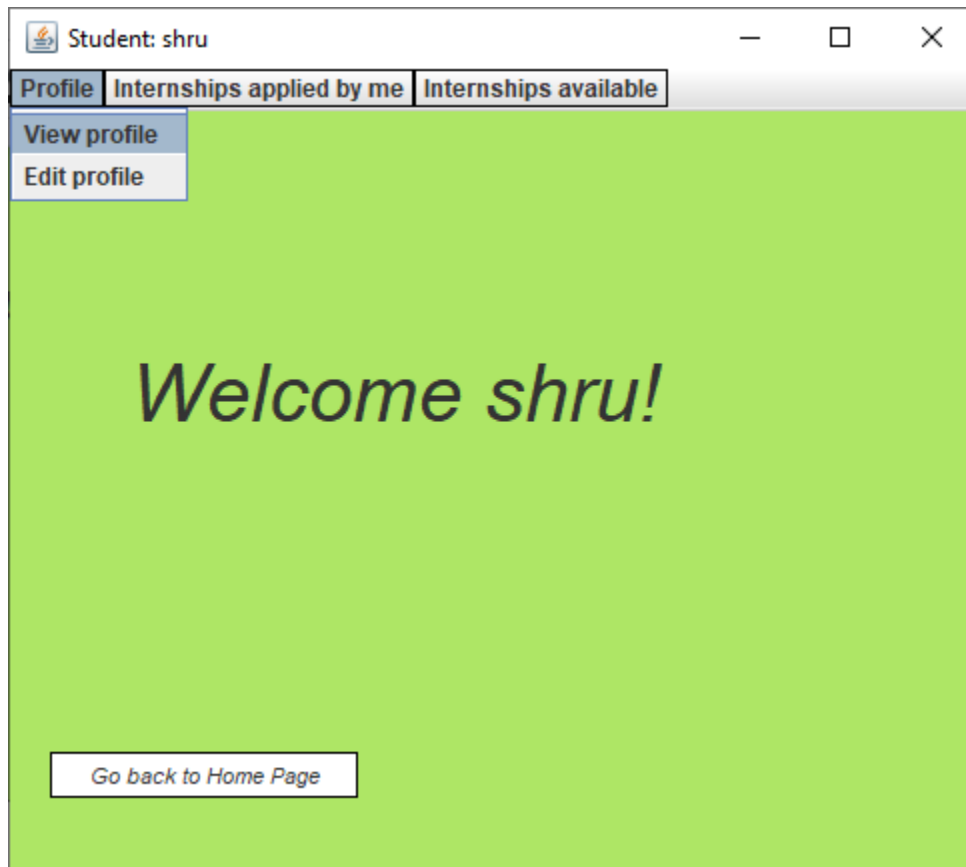 Student: shru
Profile Internships applied by me Internships available
View profile
Edit profile
Welcome shru!
Go back to Home Page